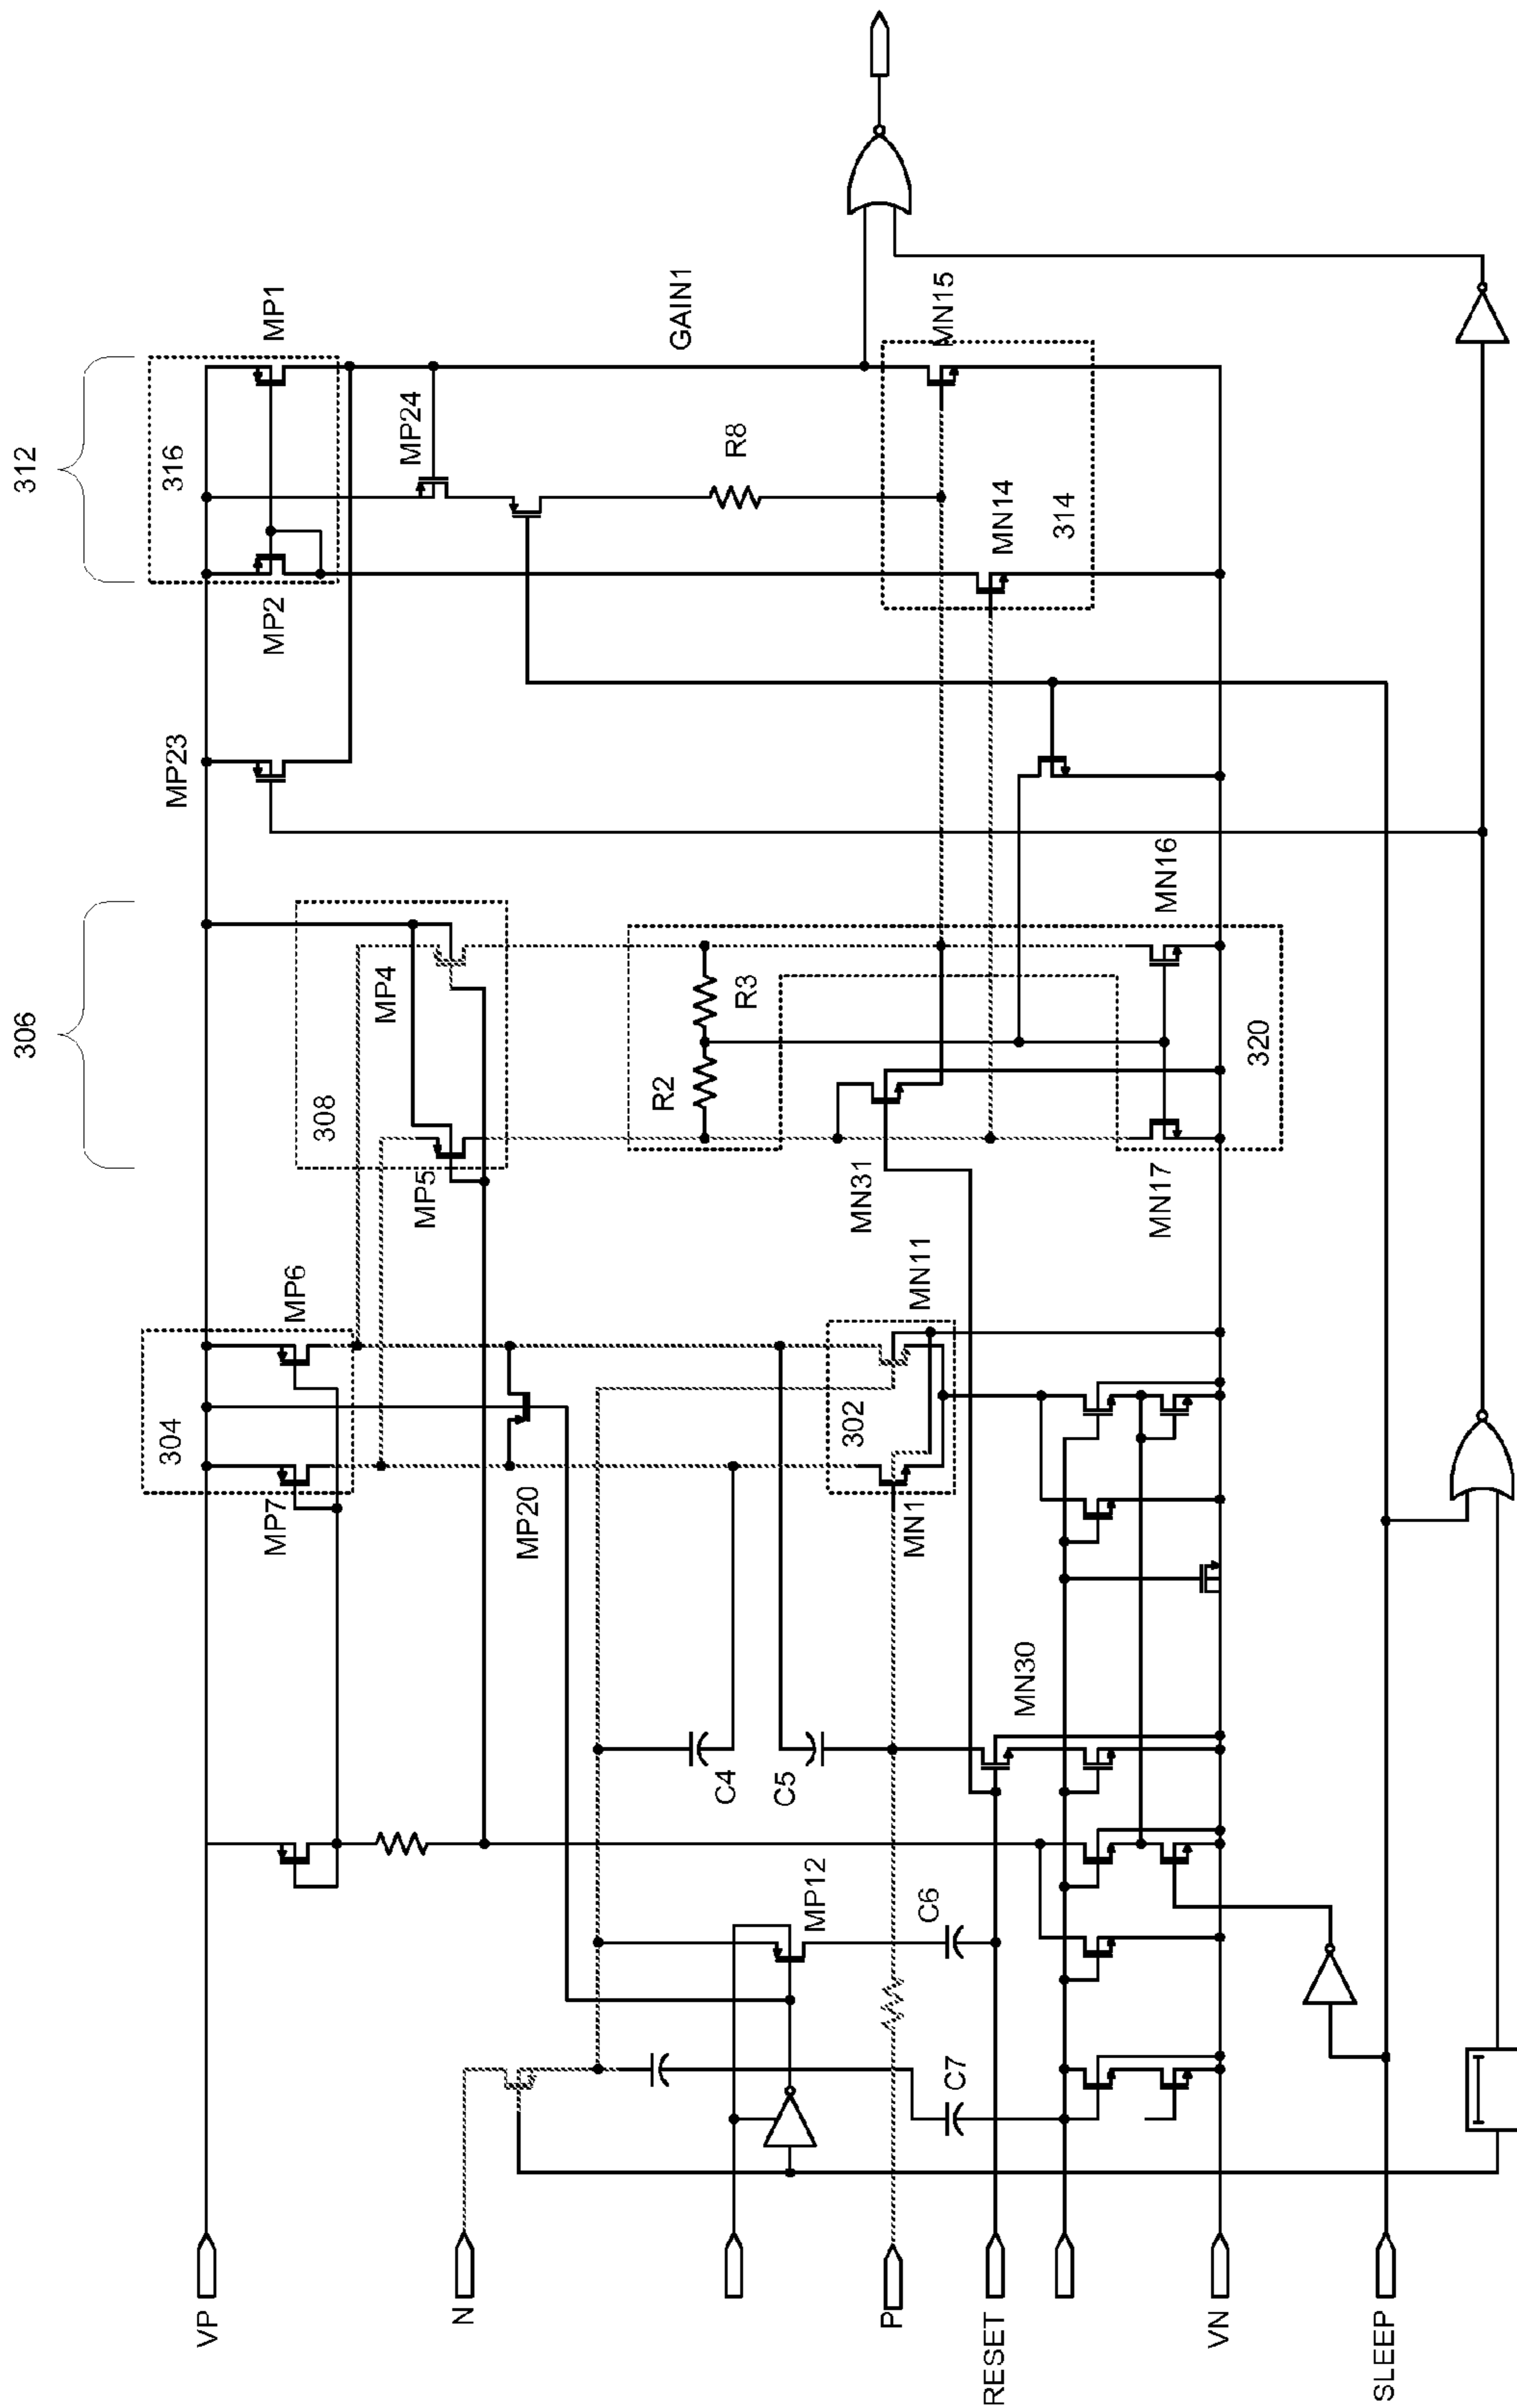 312
306
316
MP1
MP2
MP23
MP24
GAIN1
R8
MN15
MN14
314
308
MP4
MP5
R3
R2
MN31
MN16
MN17
320
304
MP6
MP7
MP20
302
MN11
MN1
C4
C5
MN30
MP12
C6
C7
VP
N
P
RESET
VN
SLEEP